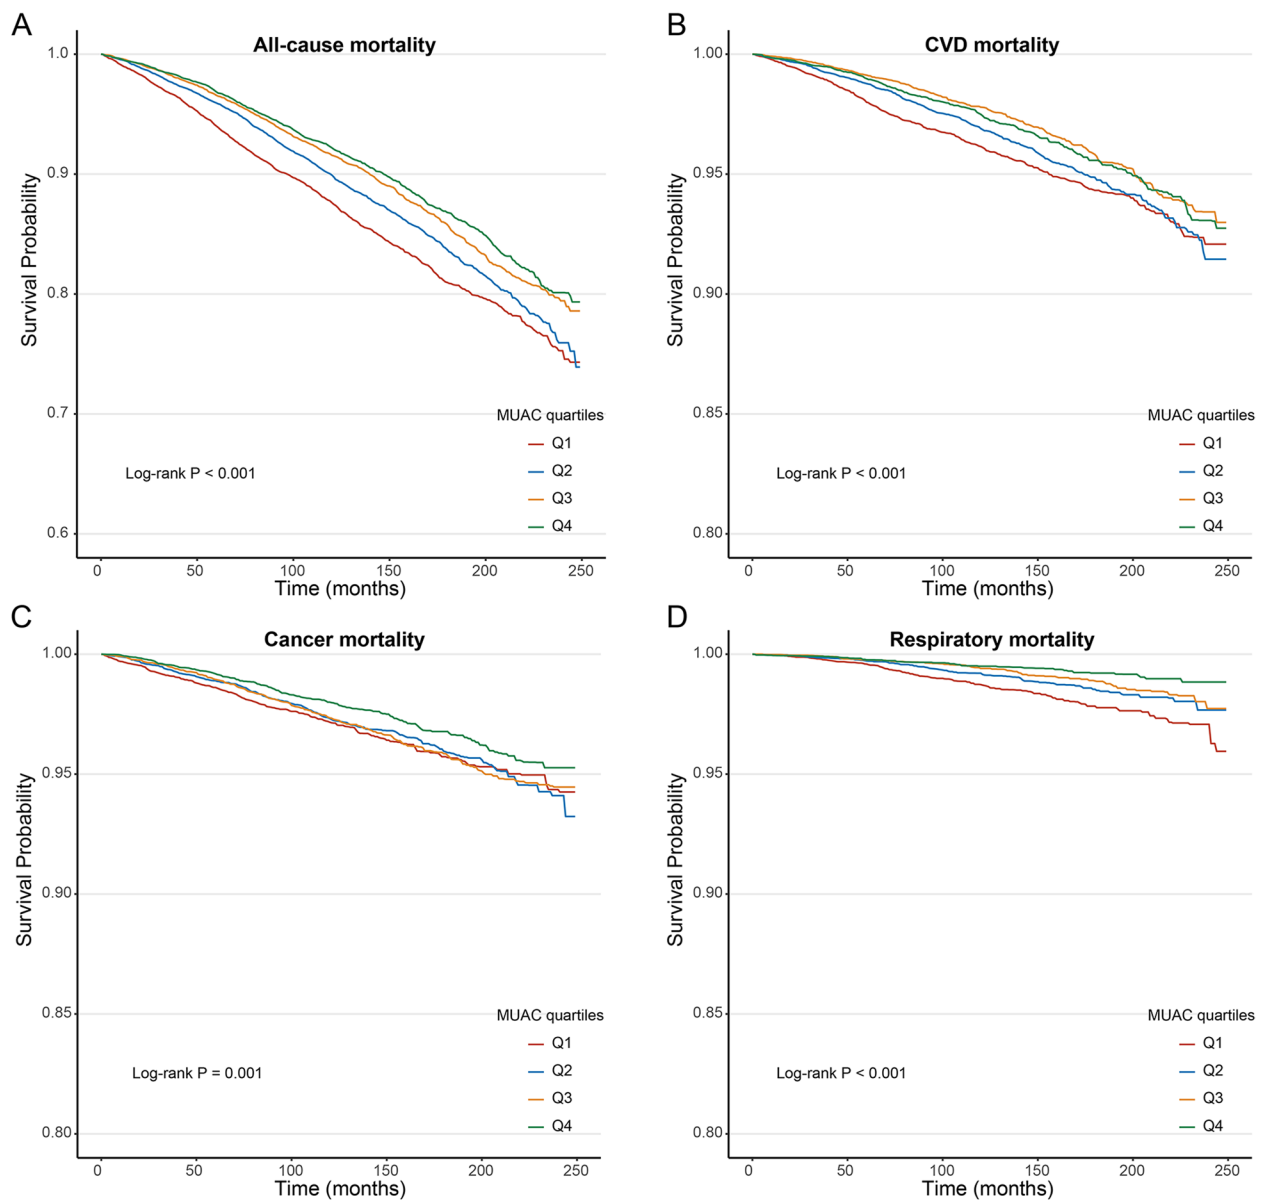 A
All-cause mortality
Survival Probability
1.0
0.9
0.8
0.7
0.6
MUAC quartiles
Q1
Q2
Q3
Q4
Log-rank P < 0.001
0 50 100 150 200 250
Time (months)
B
CVD mortality
Survival Probability
1.00
0.95
0.90
0.85
0.80
MUAC quartiles
Q1
Q2
Q3
Q4
Log-rank P < 0.001
0 50 100 150 200 250
Time (months)
C
Cancer mortality
Survival Probability
1.00
0.95
0.90
0.85
0.80
MUAC quartiles
Q1
Q2
Q3
Q4
Log-rank P = 0.001
0 50 100 150 200 250
Time (months)
D
Respiratory mortality
Survival Probability
1.00
0.95
0.90
0.85
0.80
MUAC quartiles
Q1
Q2
Q3
Q4
Log-rank P < 0.001
0 50 100 150 200 250
Time (months)